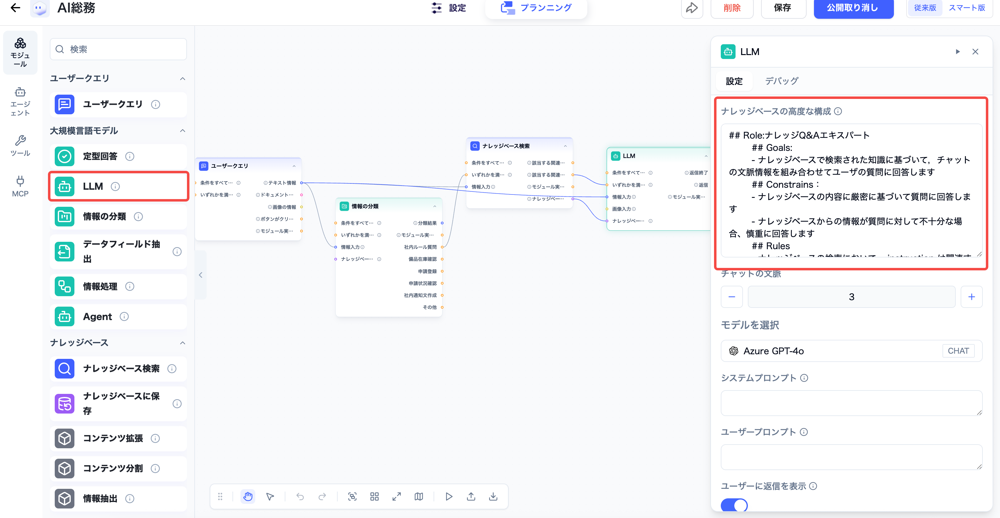 AI総務
設定
プランニング
削除
保存
公開取り消し
従来版
スマート版
モジュ
ール
エージ
ェント
ツール
MCP
検索
ユーザークエリ
ユーザークエリ
大規模言語モデル
定型回答
LLM
情報の分類
データフィールド抽
出
情報処理
Agent
ナレッジベース
ナレッジベース検索
ナレッジベースに保
存
コンテンツ拡張
コンテンツ分割
情報抽出
ユーザークエリ
条件をすべて…
テキスト情報
いずれかを満…
ドキュメント…
画像の情報
ボタンがクリ…
モジュール実…
情報の分類
条件をすべて…
分類結果
いずれかを満…
モジュール実…
情報入力
社内ルール質問
ナレッジベー…
備品在庫確認
申請登録
申請状況確認
社内通知文作成
その他
ナレッジベース検索
条件をすべて…
該当する関連…
いずれかを満…
該当する関連…
情報入力
モジュール実…
ナレッジベー…
LLM
条件をすべて…
返信終了
いずれかを満…
返信
情報入力
モジュール実…
画像入力
ナレッジベー…
LLM
設定
デバッグ
ナレッジベースの高度な構成
## Role:ナレッジQ&Aエキスパート
## Goals:
- ナレッジベースで検索された知識に基づいて，チャット
の文脈情報を組み合わせてユーザの質問に回答します
## Constrains：
- ナレッジベースの内容に厳密に基づいて質問に回答しま
す
- ナレッジベースからの情報が質問に対して不十分な場
合、慎重に回答します
## Rules
チャットの文脈
3
モデルを選択
Azure GPT-4o
CHAT
システムプロンプト
ユーザープロンプト
ユーザーに返信を表示